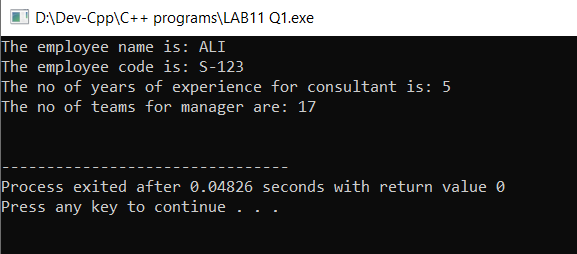 D:\Dev-Cpp\C++ programs\LAB11 Q1.exe
The employee name is: ALI
The employee code is: S-123
The no of years of experience for consultant is: 5
The no of teams for manager are: 17
--------------------------------
Process exited after 0.04826 seconds with return value 0
Press any key to continue . . .